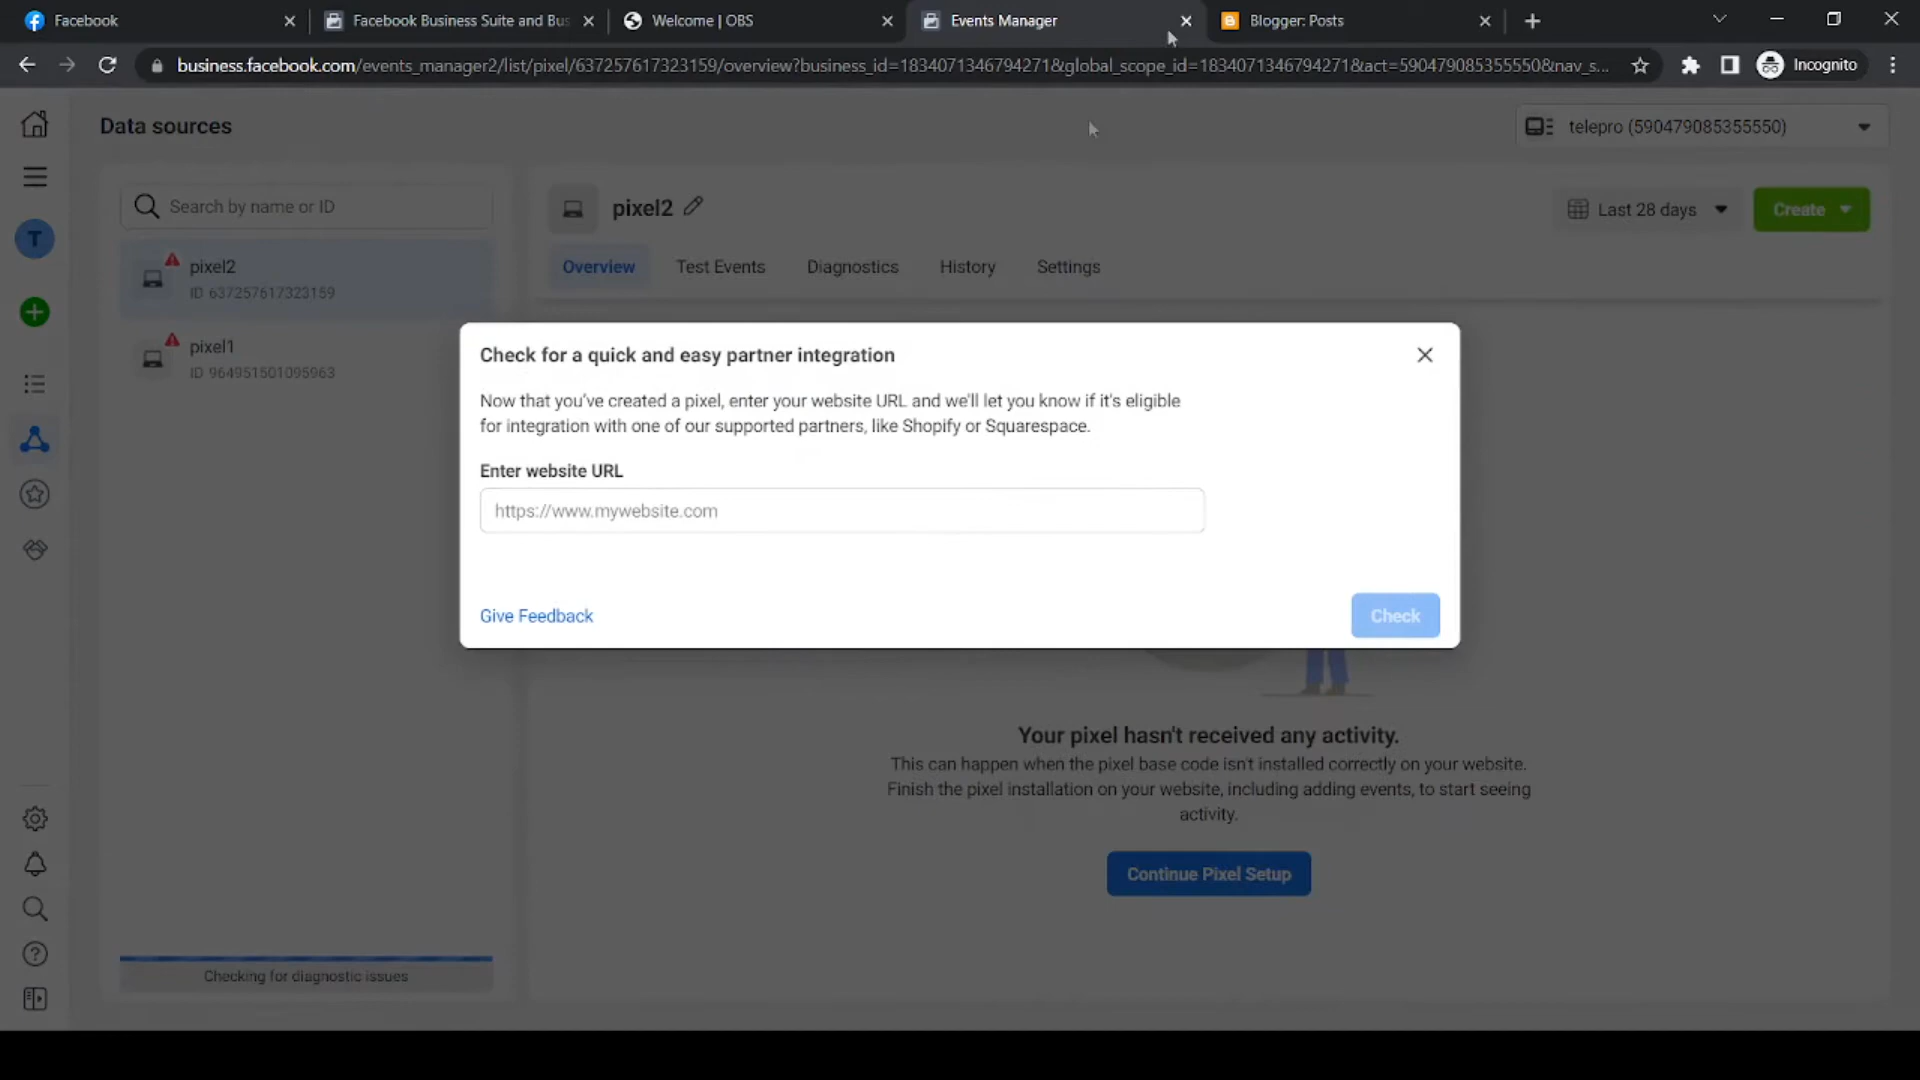 Facebook
Facebook Business Suite and Bus
Welcome | OBS
Events Manager
Blogger: Posts
business.facebook.com/events_manager2/list/pixel/637257617323159/overview?business_id=1834071346794271&global_scope_id=1834071346794271&act=590479085355550&nav_s...
Incognito
Data sources
telepro (590479085355550)
T
Search by name or ID
pixel2
ID 637257617323159
pixel1
ID 964951501095963
pixel2
Last 28 days
Create
Overview
Test Events
Diagnostics
History
Settings
Check for a quick and easy partner integration
Now that you've created a pixel, enter your website URL and we'll let you know if it's eligible
for integration with one of our supported partners, like Shopify or Squarespace.
Enter website URL
https://www.mywebsite.com
Give Feedback
Check
Your pixel hasn't received any activity.
This can happen when the pixel base code isn't installed correctly on your website.
Finish the pixel installation on your website, including adding events, to start seeing
activity.
Continue Pixel Setup
Checking for diagnostic issues